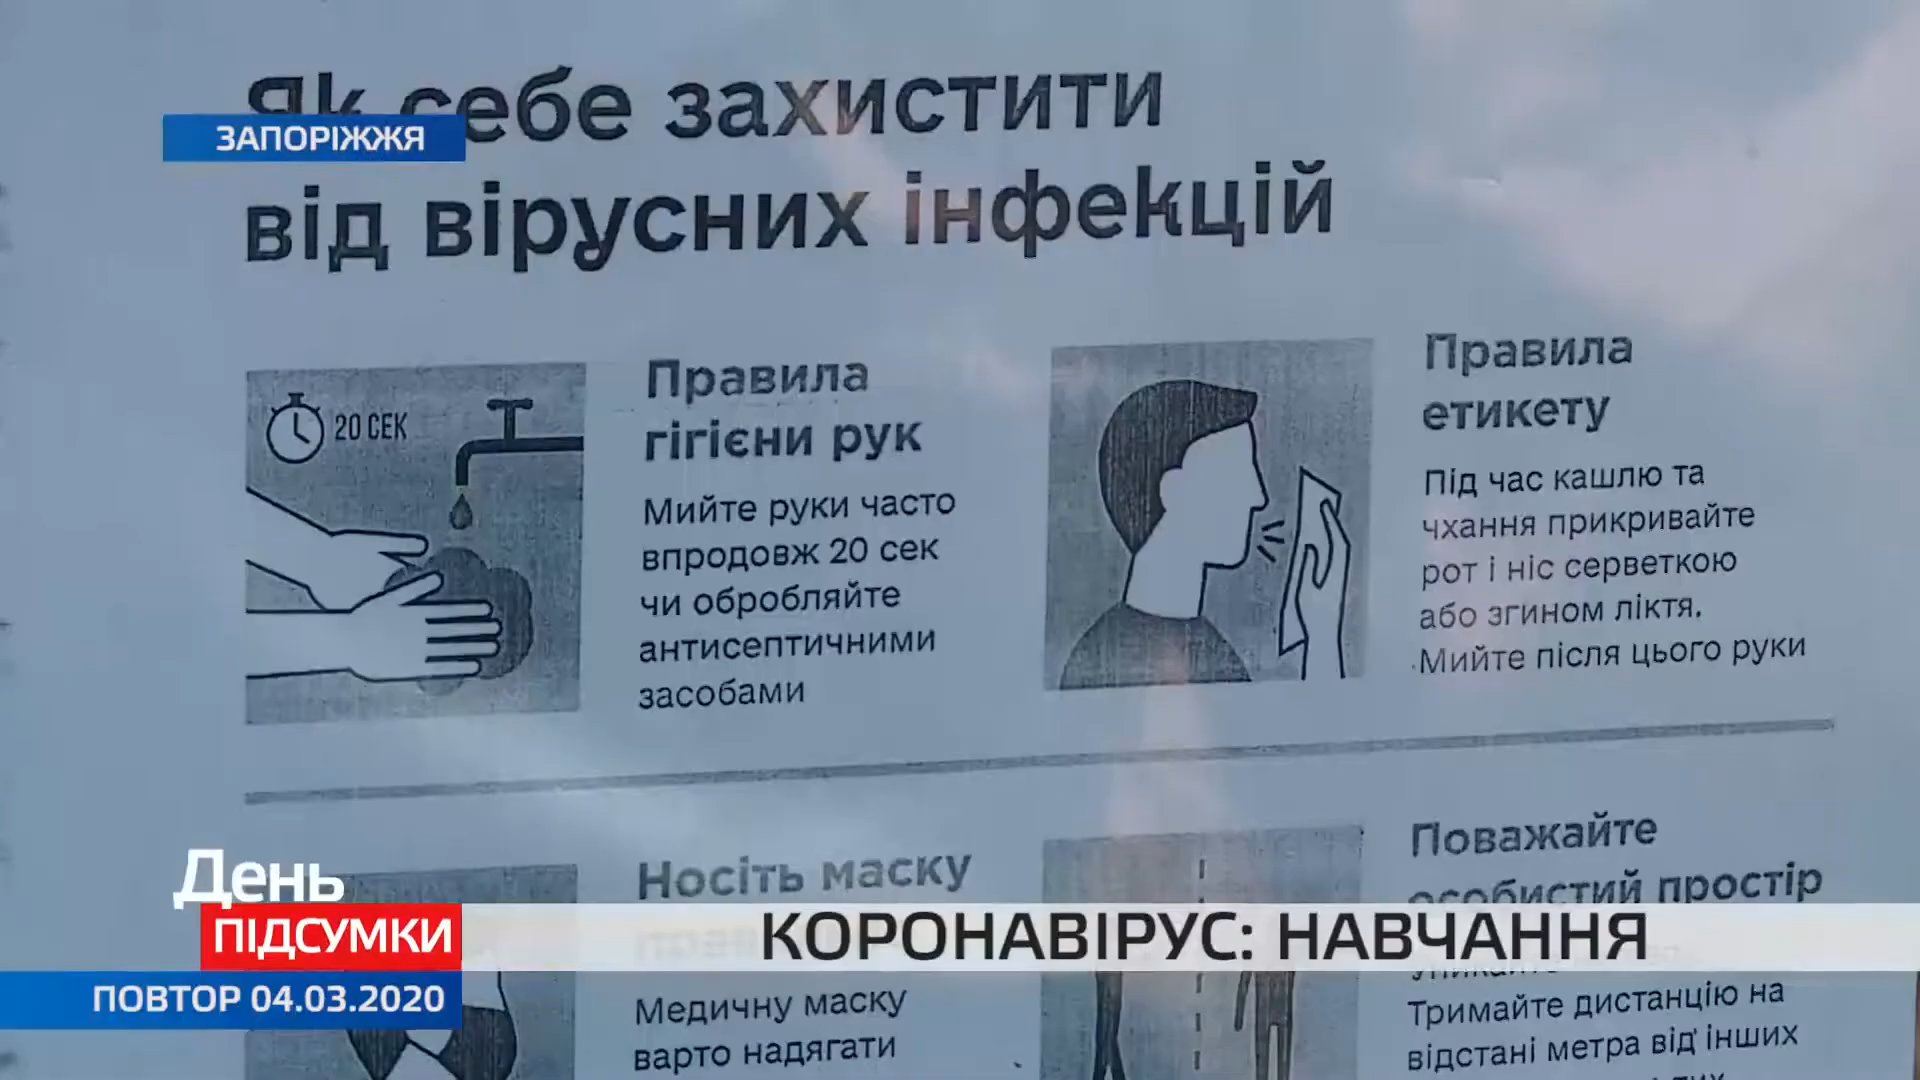 Як себе захистити
ЗАПОРІЖЖЯ
від вірусних інфекцій
20 СЕК
Правила
гігієни рук
Мийте руки часто
впродовж 20 сек
чи обробляйте
антисептичними
засобами
Правила
етикету
Під час кашлю та
чхання прикривайте
рот і ніс серветкою
або згином ліктя.
Мийте після цього руки
Носіть маску
Медичну маску
варто надягати
Поважайте
особистий простір
Тримайте дистанцію на
відстані метра від інших
День
ПІДСУМКИ
КОРОНАВІРУС: НАВЧАННЯ
ПОВТОР 04.03.2020